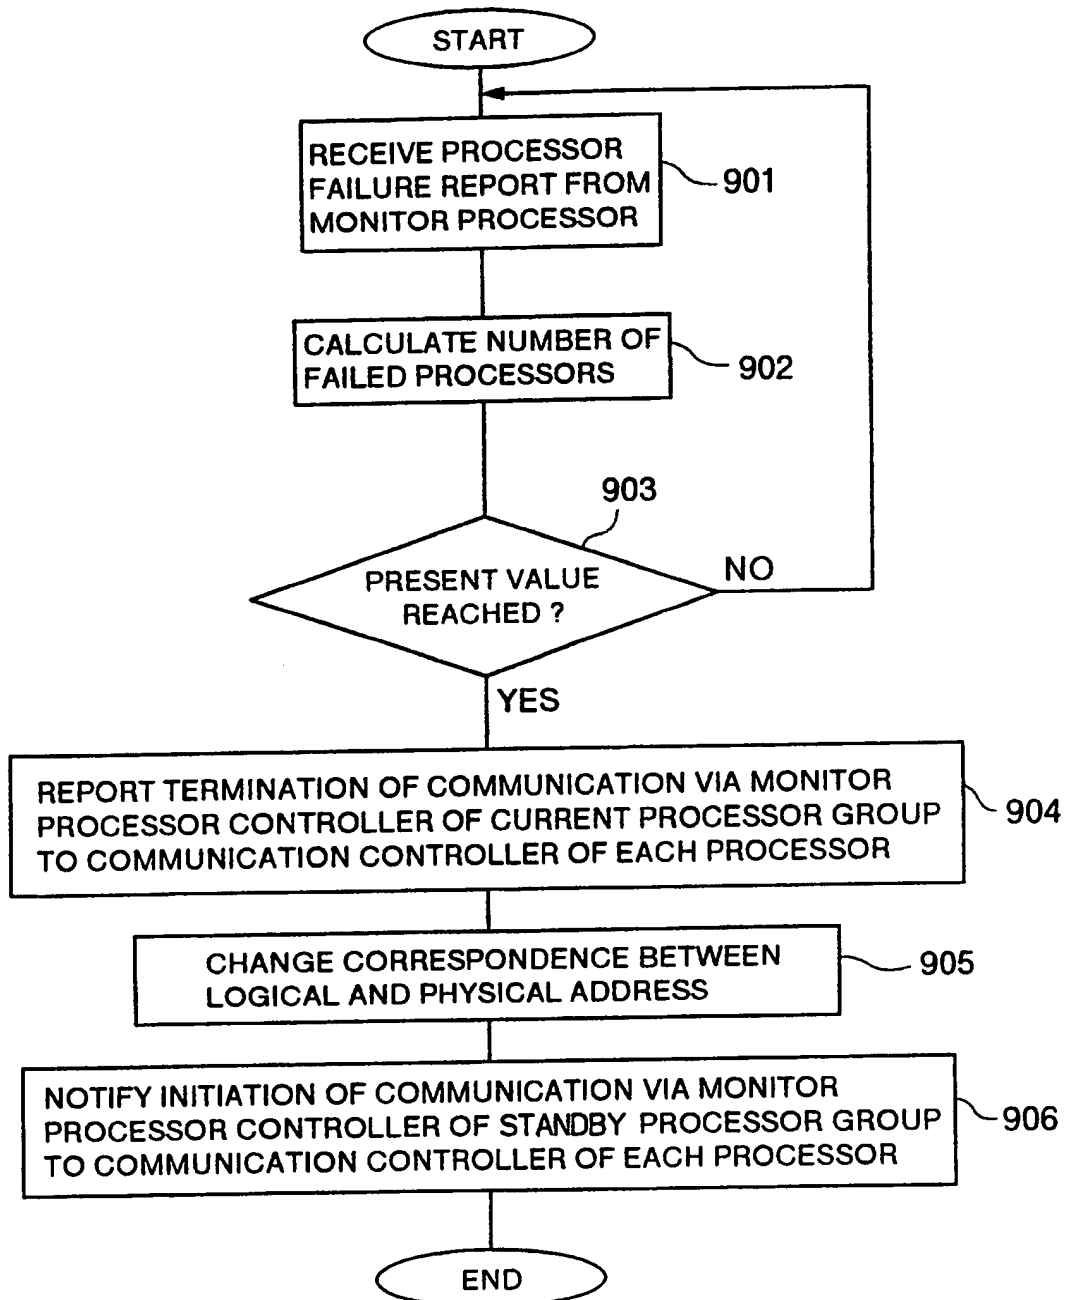 START
RECEIVE PROCESSOR
FAILURE REPORT FROM
MONITOR PROCESSOR
901
CALCULATE NUMBER OF
FAILED PROCESSORS
902
903
PRESENT VALUE
REACHED ?
NO
YES
REPORT TERMINATION OF COMMUNICATION VIA MONITOR
PROCESSOR CONTROLLER OF CURRENT PROCESSOR GROUP
TO COMMUNICATION CONTROLLER OF EACH PROCESSOR
904
CHANGE CORRESPONDENCE BETWEEN
LOGICAL AND PHYSICAL ADDRESS
905
NOTIFY INITIATION OF COMMUNICATION VIA MONITOR
PROCESSOR CONTROLLER OF STANDBY PROCESSOR GROUP
TO COMMUNICATION CONTROLLER OF EACH PROCESSOR
906
END